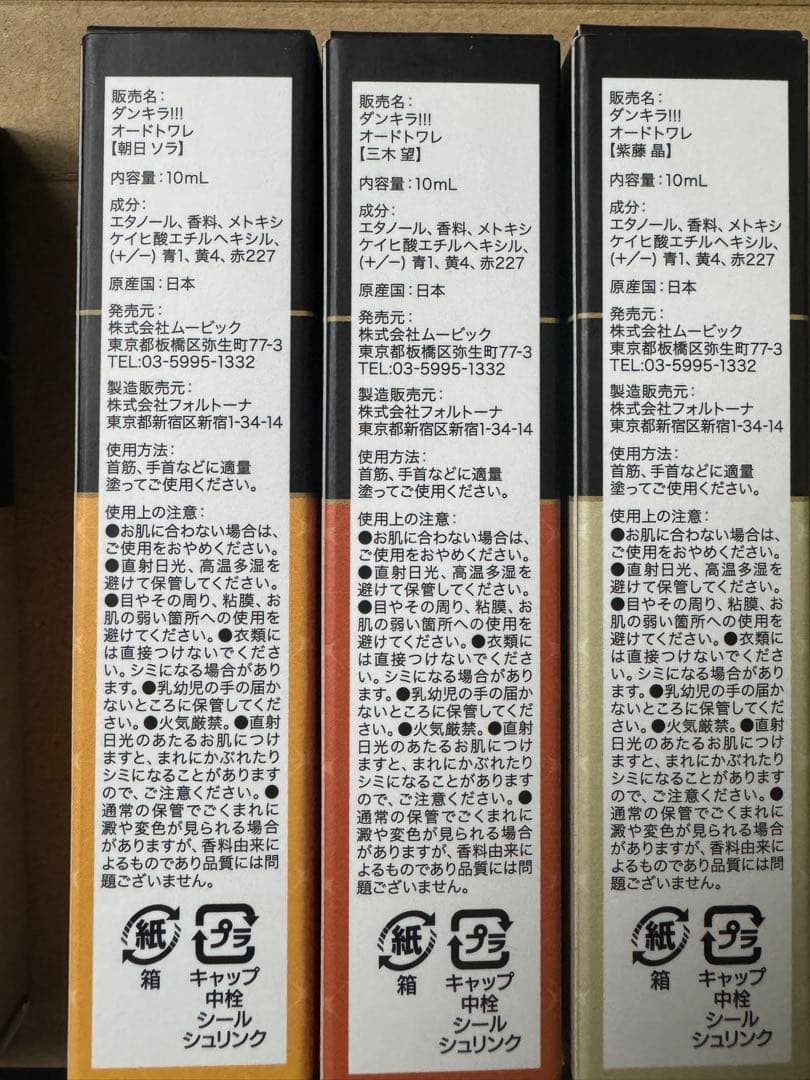 販売名：
ダンキラ!!!
オードトワレ
【朝日 ソラ】
内容量：10mL
成分：
エタノール、香料、メトキシ
ケイヒ酸エチルヘキシル、
(+/−) 青1、黄4、赤227
原産国：日本
発売元：
株式会社ムービック
東京都板橋区弥生町77-3
TEL:03-5995-1332
製造販売元：
株式会社フォルトーナ
東京都新宿区新宿1-34-14
使用方法：
首筋、手首などに適量
塗ってご使用ください。
使用上の注意：
●お肌に合わない場合は、
ご使用をおやめください。
●直射日光、高温多湿を
避けて保管してください。
●目やその周り、粘膜、お
肌の弱い箇所への使用を
避けてください。●衣類
には直接つけないでくださ
い。シミになる場合があり
ます。●乳幼児の手の届か
ないところに保管してくださ
い。●火気厳禁。●直射
日光のあたるお肌につけ
ますと、まれにかぶれたり
シミになることがあります
ので、ご注意ください。●
通常の保管でごくまれに
澱や変色が見られる場合
がありますが、香料由来に
よるものであり品質には問
題ございません。
紙
箱
プラ
キャップ
中栓
シール
シュリンク
販売名：
ダンキラ!!!
オードトワレ
【三木 望】
内容量：10mL
成分：
エタノール、香料、メトキシ
ケイヒ酸エチルヘキシル、
(+/−) 青1、黄4、赤227
原産国：日本
発売元：
株式会社ムービック
東京都板橋区弥生町77-3
TEL:03-5995-1332
製造販売元：
株式会社フォルトーナ
東京都新宿区新宿1-34-14
使用方法：
首筋、手首などに適量
塗ってご使用ください。
使用上の注意：
●お肌に合わない場合は、
ご使用をおやめください。
●直射日光、高温多湿を
避けて保管してください。
●目やその周り、粘膜、お
肌の弱い箇所への使用を
避けてください。●衣類
には直接つけないでくださ
い。シミになる場合があり
ます。●乳幼児の手の届か
ないところに保管してくださ
い。●火気厳禁。●直射
日光のあたるお肌につけ
ますと、まれにかぶれたり
シミになることがあります
ので、ご注意ください。●
通常の保管でごくまれに
澱や変色が見られる場合
がありますが、香料由来に
よるものであり品質には問
題ございません。
紙
箱
プラ
キャップ
中栓
シール
シュリンク
販売名：
ダンキラ!!!
オードトワレ
【紫藤 晶】
内容量：10mL
成分：
エタノール、香料、メトキシ
ケイヒ酸エチルヘキシル、
(+/−) 青1、黄4、赤227
原産国：日本
発売元：
株式会社ムービック
東京都板橋区弥生町77-3
TEL:03-5995-1332
製造販売元：
株式会社フォルトーナ
東京都新宿区新宿1-34-14
使用方法：
首筋、手首などに適量
塗ってご使用ください。
使用上の注意：
●お肌に合わない場合は、
ご使用をおやめください。
●直射日光、高温多湿を
避けて保管してください。
●目やその周り、粘膜、お
肌の弱い箇所への使用を
避けてください。●衣類
には直接つけないでくださ
い。シミになる場合があり
ます。●乳幼児の手の届か
ないところに保管してくださ
い。●火気厳禁。●直射
日光のあたるお肌につけ
ますと、まれにかぶれたり
シミになることがあります
ので、ご注意ください。●
通常の保管でごくまれに
澱や変色が見られる場合
がありますが、香料由来に
よるものであり品質には問
題ございません。
紙
箱
プラ
キャップ
中栓
シール
シュリンク